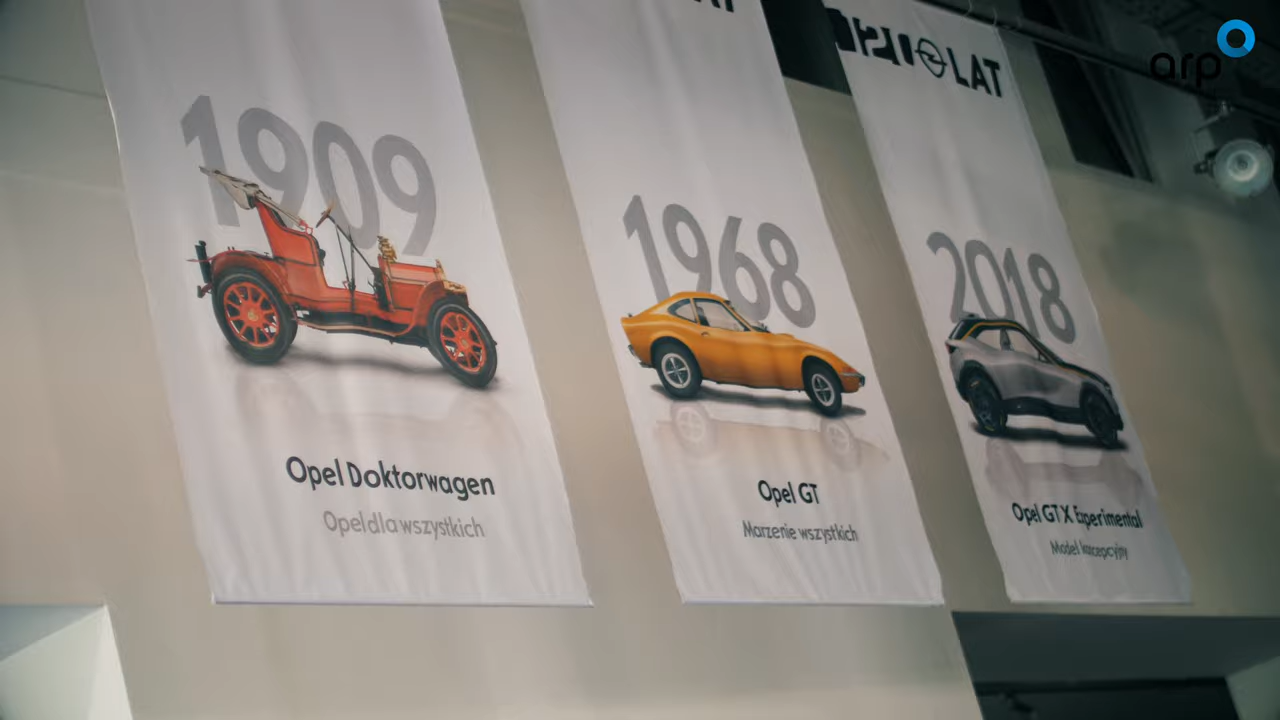 1909
Opel Doktorwagen
Opel dla wszystkich
1968
Opel GT
Marzenie wszystkich
120 LAT
2018
Opel GT X Experimental
Model koncepcyjny
arp